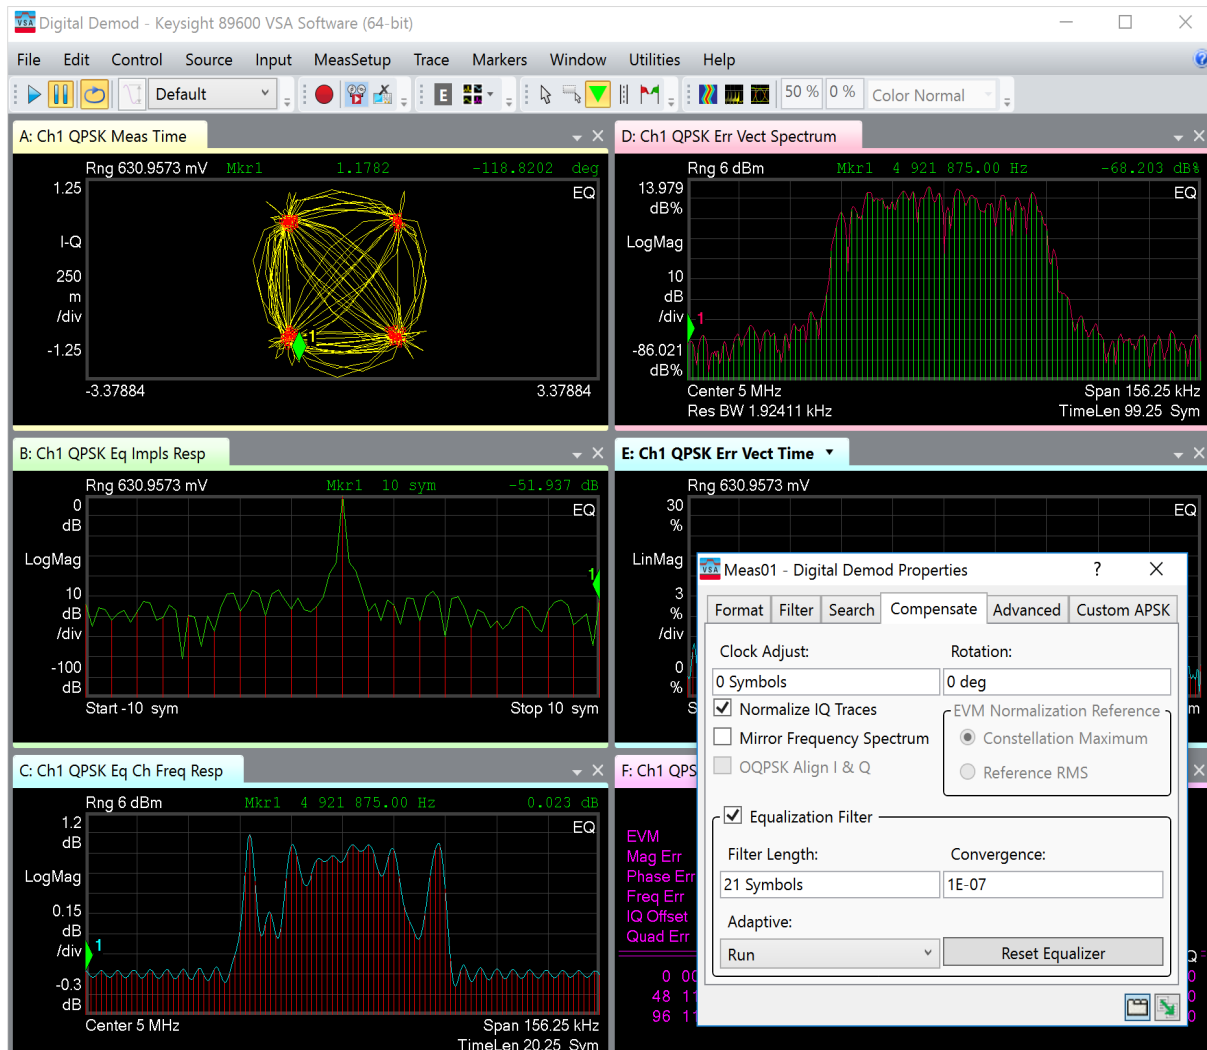 Digital Demod - Keysight 89600 VSA Software (64-bit)
File Edit Control Source Input MeasSetup Trace Markers Window Utilities Help
Default E 50 % 0 % Color Normal
A: Ch1 QPSK Meas Time
Rng 630.9573 mV Mkr1 1.1782 -118.8202 deg
1.25
EQ
I-Q
250
m
/div
-1.25
1
-3.37884 3.37884
D: Ch1 QPSK Err Vect Spectrum
Rng 6 dBm Mkr1 4 921 875.00 Hz -68.203 dB%
13.979
dB%
EQ
LogMag
10
dB
/div
1
-86.021
dB%
Center 5 MHz Span 156.25 kHz
Res BW 1.92411 kHz TimeLen 99.25 Sym
B: Ch1 QPSK Eq Impls Resp
Rng 630.9573 mV Mkr1 10 sym -51.937 dB
0
dB
EQ
LogMag
1
10
dB
/div
-100
dB
Start -10 sym Stop 10 sym
E: Ch1 QPSK Err Vect Time
Rng 630.9573 mV
30
%
EQ
LinMag
3
%
/div
0
%
C: Ch1 QPSK Eq Ch Freq Resp
Rng 6 dBm Mkr1 4 921 875.00 Hz 0.023 dB
1.2
dB
EQ
LogMag
0.15
dB
/div
1
-0.3
dB
Center 5 MHz Span 156.25 kHz
TimeLen 20.25 Sym
F: Ch1 QPS
EVM
Mag Err
Phase Err
Freq Err
IQ Offset
Quad Err
0
48
96
VSA Meas01 - Digital Demod Properties ?
Format Filter Search Compensate Advanced Custom APSK
Clock Adjust: Rotation:
0 Symbols 0 deg
Normalize IQ Traces
EVM Normalization Reference
Mirror Frequency Spectrum
Constellation Maximum
OQPSK Align I & Q
Reference RMS
Equalization Filter
Filter Length: Convergence:
21 Symbols 1E-07
Adaptive:
Run Reset Equalizer